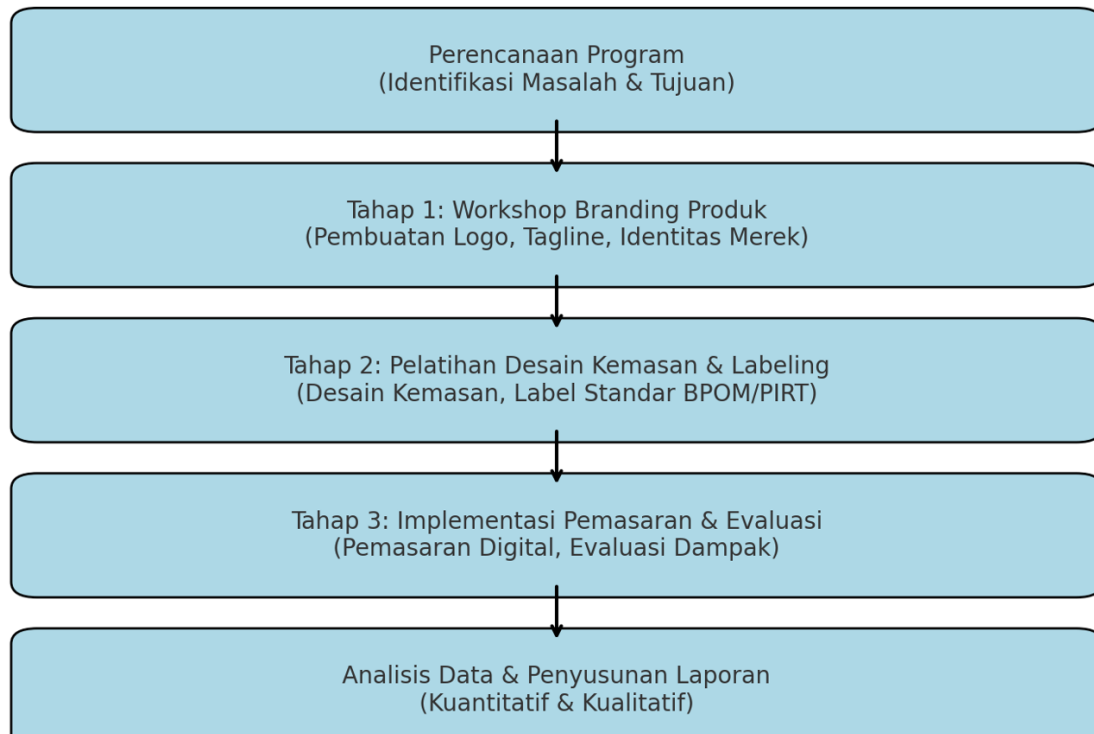 Perencanaan Program
(Identifikasi Masalah & Tujuan)
Tahap 1: Workshop Branding Produk
(Pembuatan Logo, Tagline, Identitas Merek)
Tahap 2: Pelatihan Desain Kemasan & Labeling
(Desain Kemasan, Label Standar BPOM/PIRT)
Tahap 3: Implementasi Pemasaran & Evaluasi
(Pemasaran Digital, Evaluasi Dampak)
Analisis Data & Penyusunan Laporan
(Kuantitatif & Kualitatif)